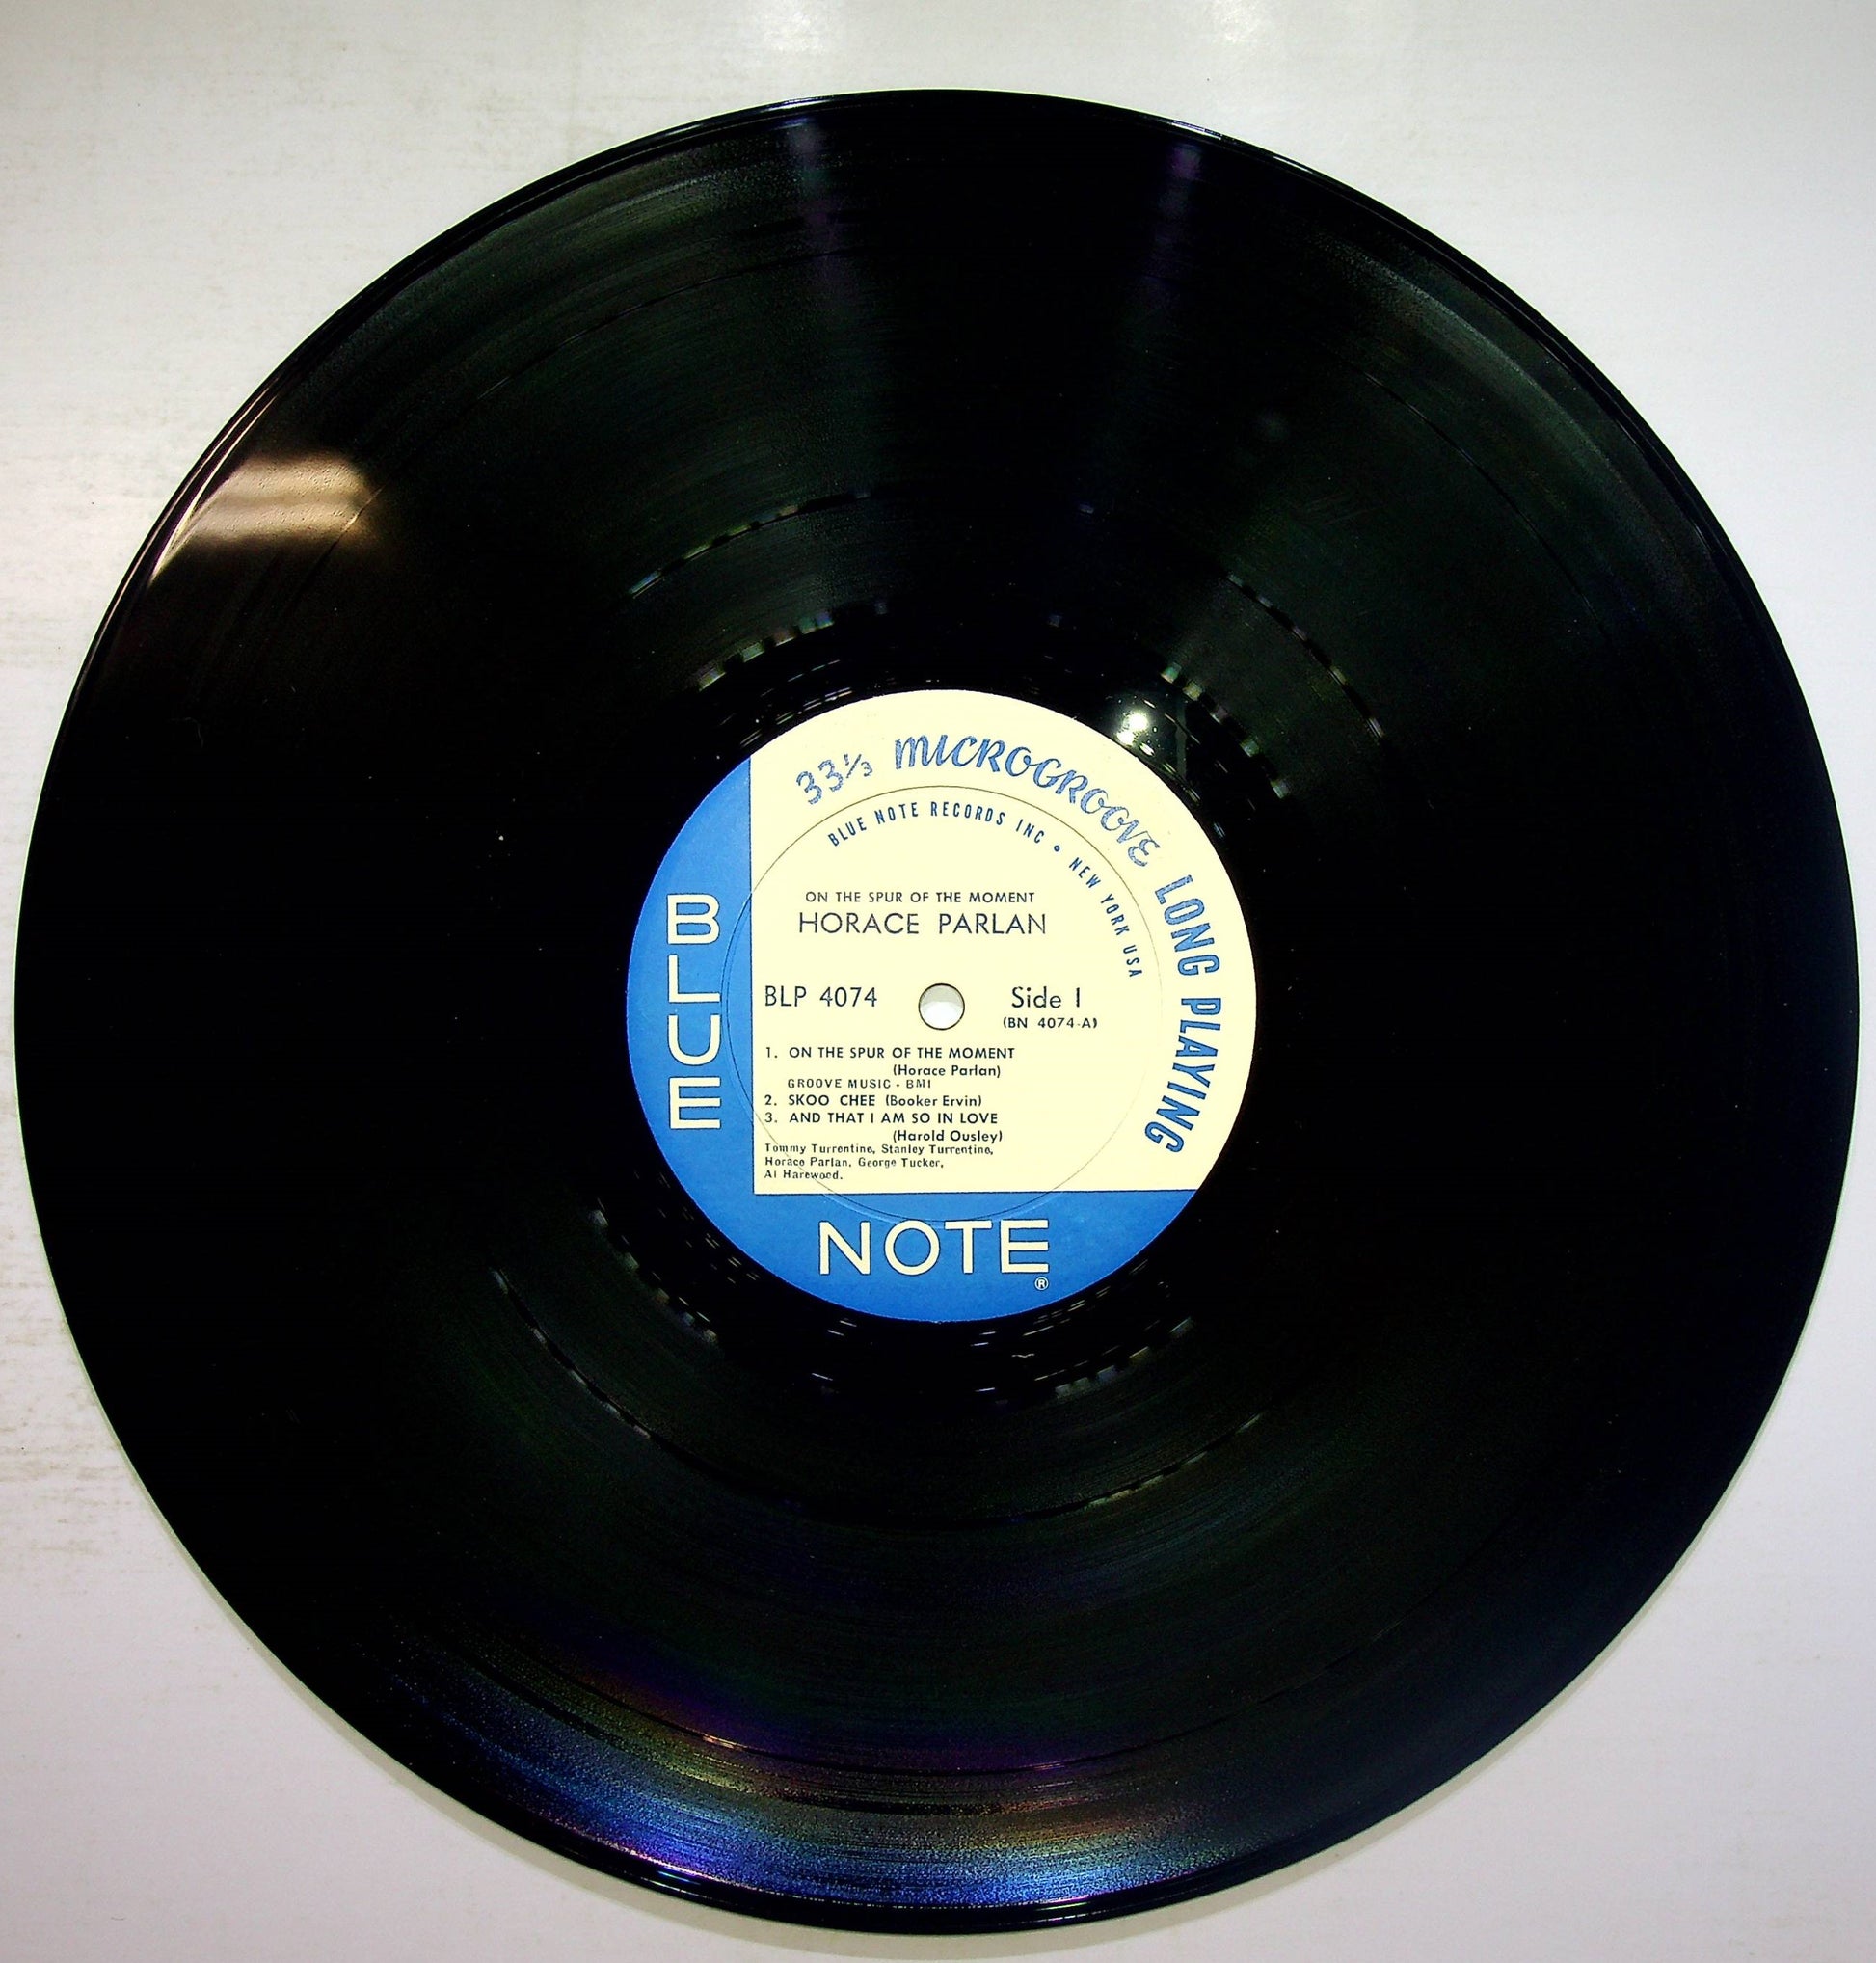 33⅓ MICROGROOVE LONG PLAYING
BLUE NOTE RECORDS INC • NEW YORK USA
ON THE SPUR OF THE MOMENT
HORACE PARLAN
BLP 4074
Side 1
(BN 4074-A)
1. ON THE SPUR OF THE MOMENT
(Horace Parlan)
GROOVE MUSIC - BMI
2. SKOO CHEE (Booker Ervin)
3. AND THAT I AM SO IN LOVE
(Harold Ousley)
Tommy Turrentine, Stanley Turrentine,
Horace Parlan, George Tucker,
Al Harewood.
BLUE
NOTE
®